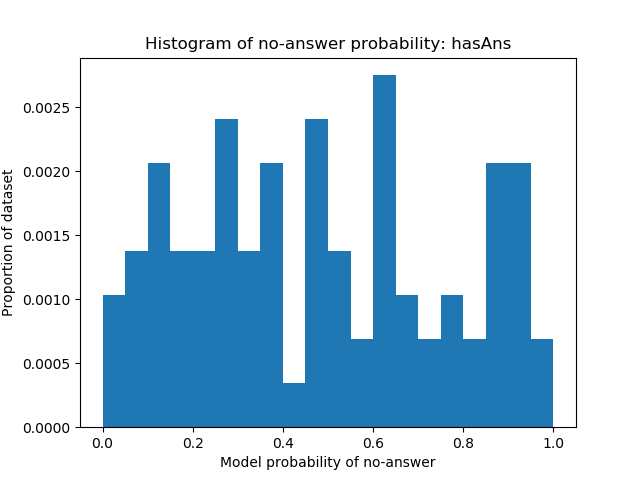 Histogram of no-answer probability: hasAns
Proportion of dataset
0.0025
0.0020
0.0015
0.0010
0.0005
0.0000
0.0 0.2 0.4 0.6 0.8 1.0
Model probability of no-answer